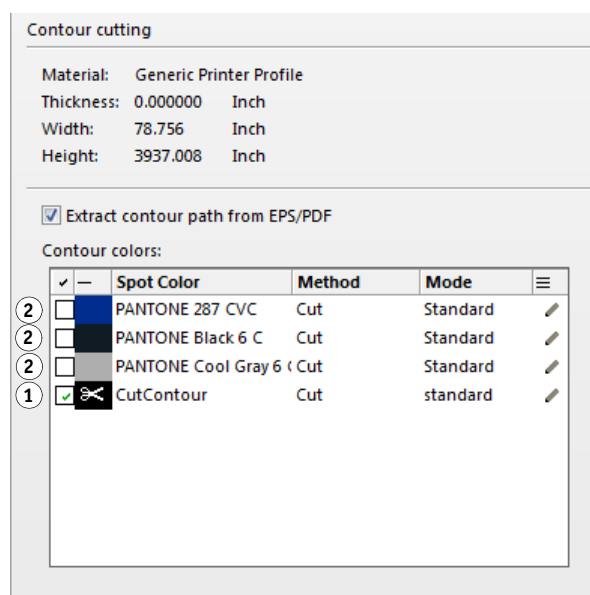 Contour cutting
Material: Generic Printer Profile
Thickness: 0.000000 Inch
Width: 78.756 Inch
Height: 3937.008 Inch
Extract contour path from EPS/PDF
Contour colors:
Spot Color Method Mode
2 PANTONE 287 CVC Cut Standard
2 PANTONE Black 6 C Cut Standard
2 PANTONE Cool Gray 6 ( Cut Standard
1 CutContour Cut standard